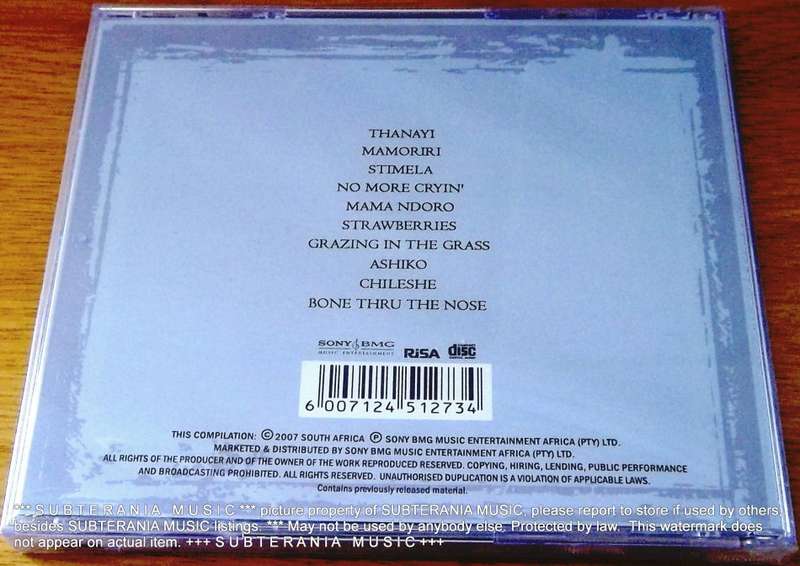 THANAYI
MAMORIRI
STIMELA
NO MORE CRYIN'
MAMA NDORO
STRAWBERRIES
GRAZING IN THE GRASS
ASHIKO
CHILESHE
BONE THRU THE NOSE
SONY BMG
MUSIC ENTERTAINMENT
RiSA
COMPACT
disc
DIGITAL AUDIO
6 007124 512734
THIS COMPILATION: ©2007 SOUTH AFRICA ℗ SONY BMG MUSIC ENTERTAINMENT AFRICA (PTY) LTD.
MARKETED & DISTRIBUTED BY SONY BMG MUSIC ENTERTAINMENT AFRICA (PTY) LTD.
ALL RIGHTS OF THE PRODUCER AND OF THE OWNER OF THE WORK REPRODUCED RESERVED. COPYING, HIRING, LENDING, PUBLIC PERFORMANCE
AND BROADCASTING PROHIBITED. ALL RIGHTS RESERVED. UNAUTHORISED DUPLICATION IS A VIOLATION OF APPLICABLE LAWS.
Contains previously released material.
*** S U B T E R A N I A   M U S I C *** picture property of SUBTERANIA MUSIC, please report to store if used by others
besides SUBTERANIA MUSIC listings. *** May not be used by anybody else. Protected by law. This watermark does
not appear on actual item. +++ S U B T E R A N I A   M U S I C +++